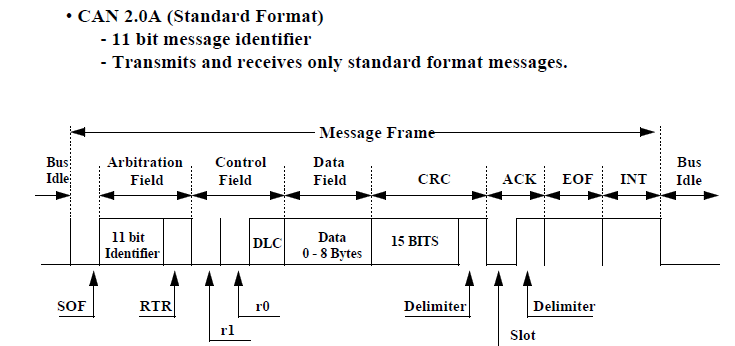 • CAN 2.0A (Standard Format)
- 11 bit message identifier
- Transmits and receives only standard format messages.
Message Frame
Bus Idle
Arbitration Field
Control Field
Data Field
CRC
ACK
EOF
INT
Bus Idle
11 bit Identifier
DLC
Data 0 - 8 Bytes
15 BITS
SOF
RTR
r0
Delimiter
Delimiter
r1
Slot